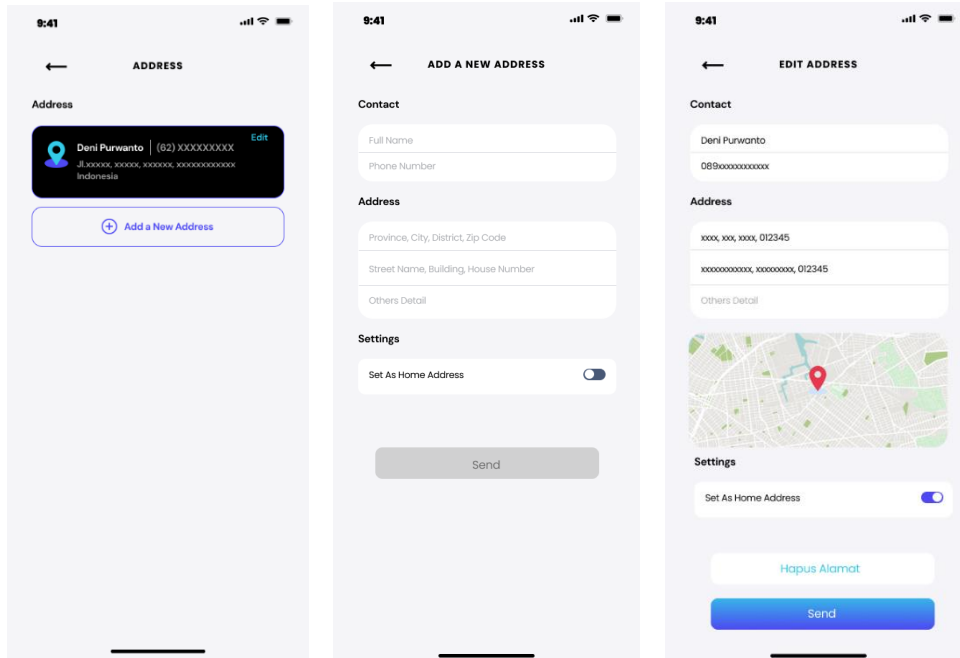 9:41
ADDRESS
Address
Edit
Deni Purwanto | (62) XXXXXXXXX
Jl.xxxxx, xxxxx, xxxxxx, xxxxxxxxxxxx
Indonesia
Add a New Address
9:41
ADD A NEW ADDRESS
Contact
Full Name
Phone Number
Address
Province, City, District, Zip Code
Street Name, Building, House Number
Others Detail
Settings
Set As Home Address
Send
9:41
EDIT ADDRESS
Contact
Deni Purwanto
089xxxxxxxxxxxx
Address
xxxx, xxx, xxxx, 012345
xxxxxxxxxxxx, xxxxxxxxx, 012345
Others Detail
Settings
Set As Home Address
Hapus Alamat
Send